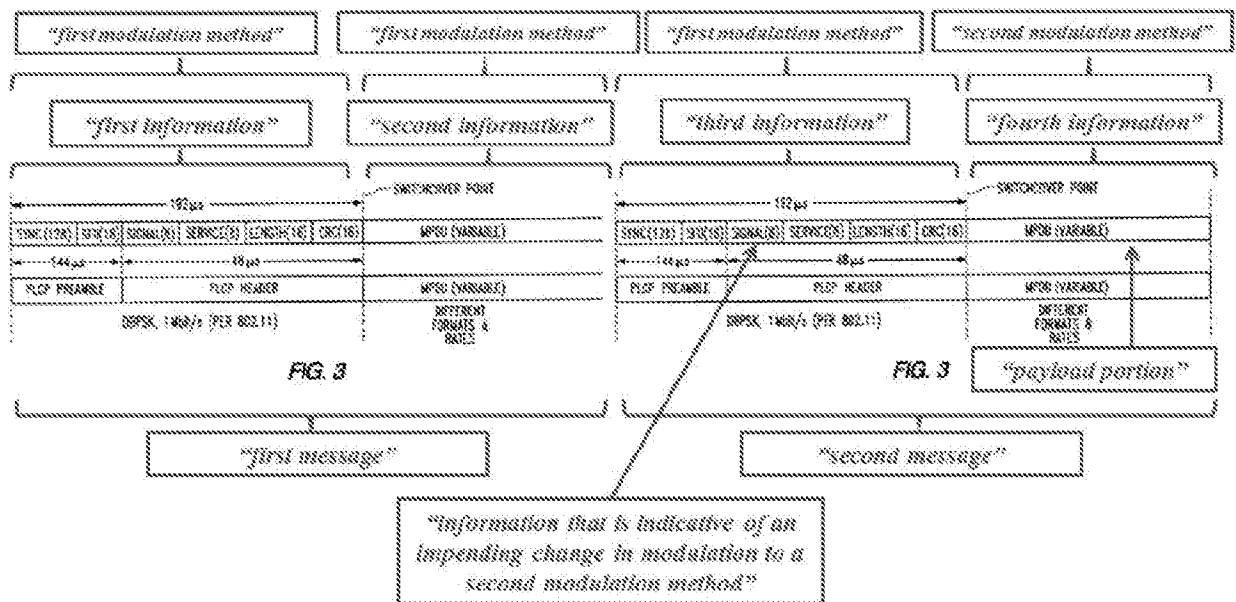 "first modulation method" "first modulation method" "first modulation method" "second modulation method"
"first information" "second information" "third information" "fourth information"
SWITCHOVER POINT SWITCHOVER POINT
192μs 192μs
SYNC(128) SFD(16) SIGNAL(8) SERVICE(8) LENGTH(16) CRC(16) MPDU (VARIABLE) SYNC(128) SFD(16) SIGNAL(8) SERVICE(8) LENGTH(16) CRC(16) MPDU (VARIABLE)
144μs 48μs 144μs 48μs
PLCP PREAMBLE PLCP HEADER MPDU (VARIABLE) PLCP PREAMBLE PLCP HEADER MPDU (VARIABLE)
DBPSK, 1 Mbit/s (PER 802.11) DIFFERENT FORMATS & RATES DBPSK, 1 Mbit/s (PER 802.11) DIFFERENT FORMATS & RATES
FIG. 3 FIG. 3 "payload portion"
"first message" "second message"
"information that is indicative of an
impending change in modulation to a
second modulation method"